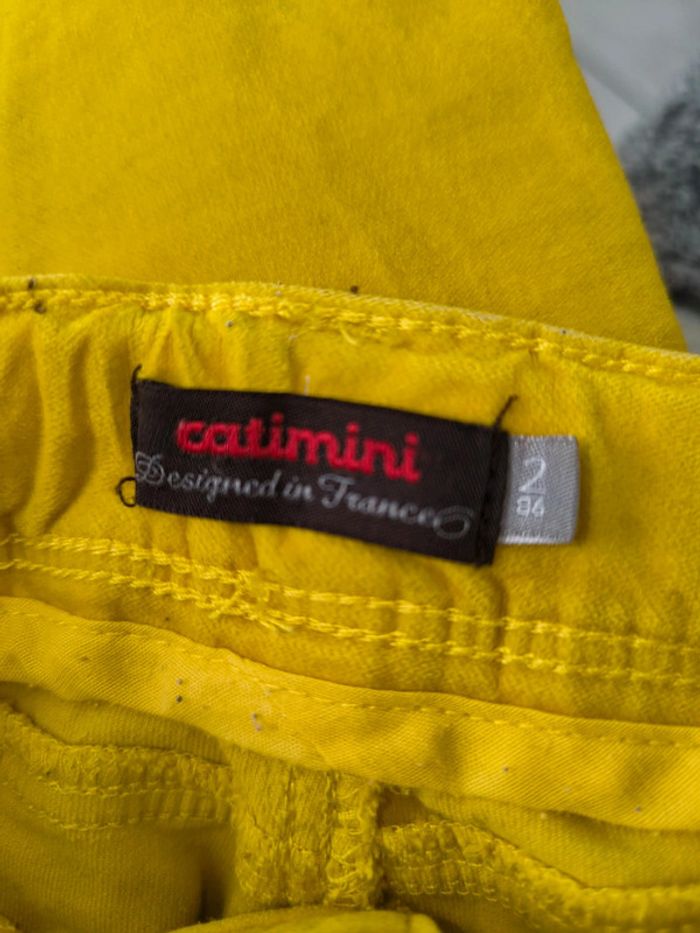 catimini
Designed in France
2
86